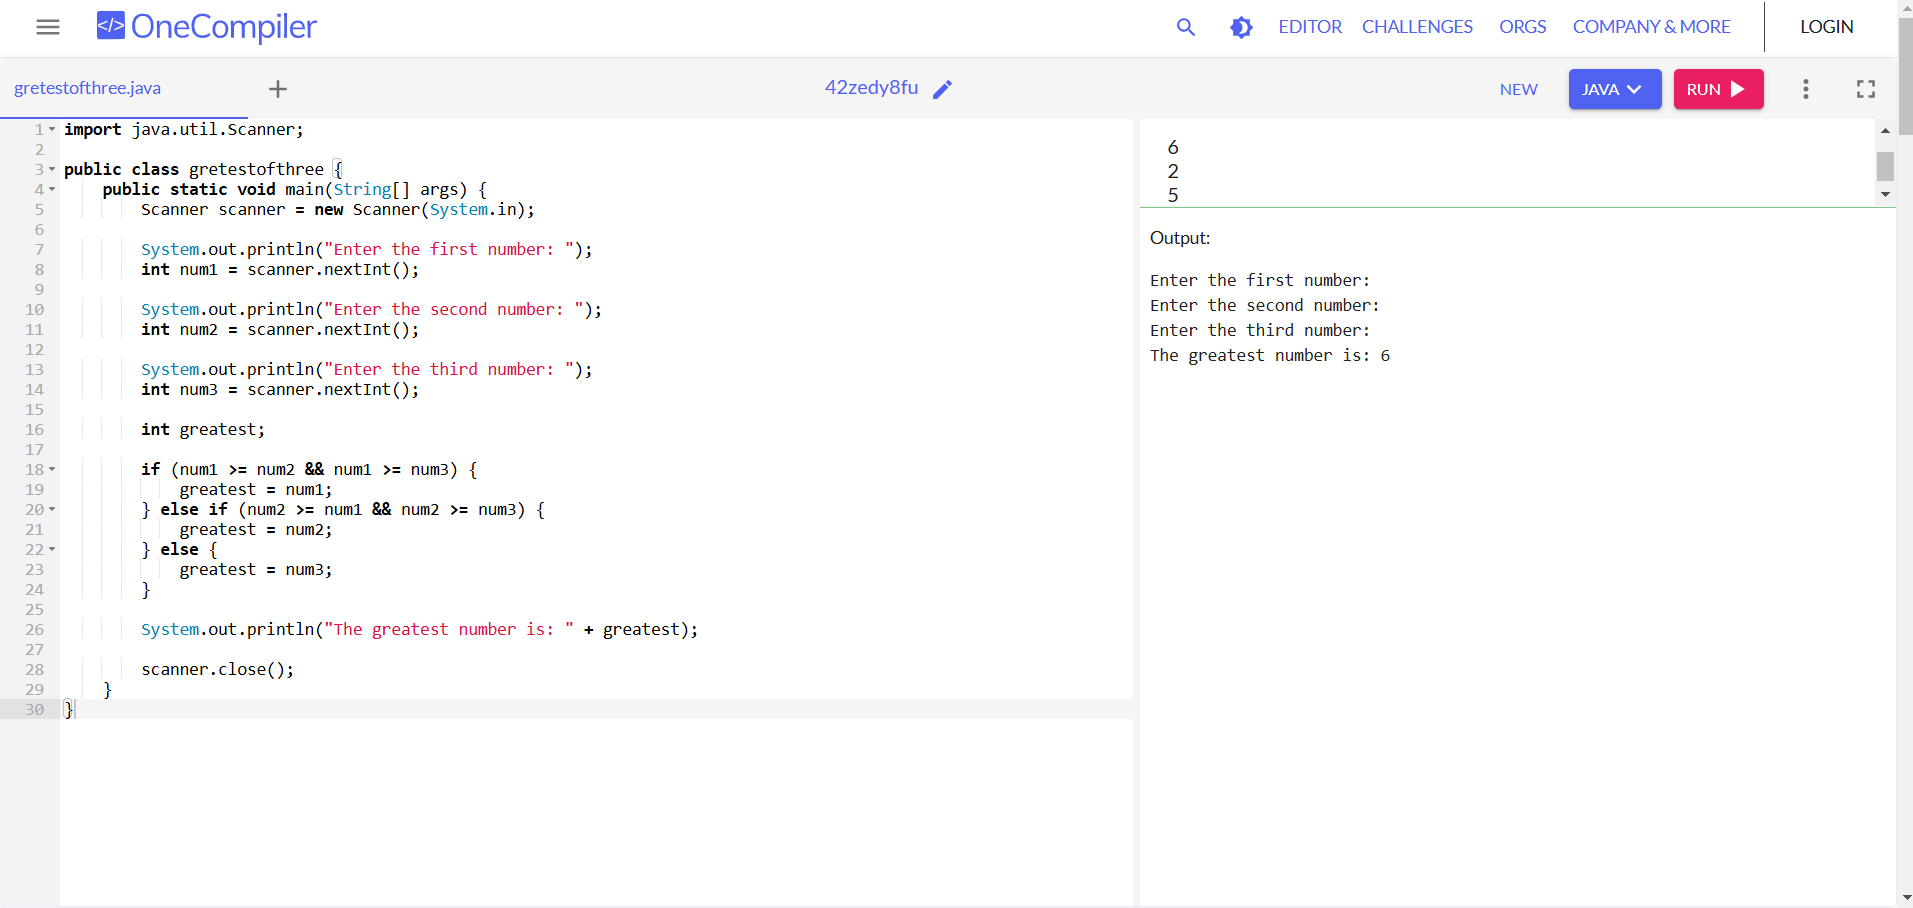 </> OneCompiler
EDITOR CHALLENGES ORGS COMPANY & MORE LOGIN
gretestofthree.java + 42zedy8fu NEW JAVA RUN
1 import java.util.Scanner;
2
3 public class gretestofthree {
4     public static void main(String[] args) {
5         Scanner scanner = new Scanner(System.in);
6
7         System.out.println("Enter the first number: ");
8         int num1 = scanner.nextInt();
9
10         System.out.println("Enter the second number: ");
11         int num2 = scanner.nextInt();
12
13         System.out.println("Enter the third number: ");
14         int num3 = scanner.nextInt();
15
16         int greatest;
17
18         if (num1 >= num2 && num1 >= num3) {
19             greatest = num1;
20         } else if (num2 >= num1 && num2 >= num3) {
21             greatest = num2;
22         } else {
23             greatest = num3;
24         }
25
26         System.out.println("The greatest number is: " + greatest);
27
28         scanner.close();
29     }
30 }
6
2
5
Output:
Enter the first number:
Enter the second number:
Enter the third number:
The greatest number is: 6